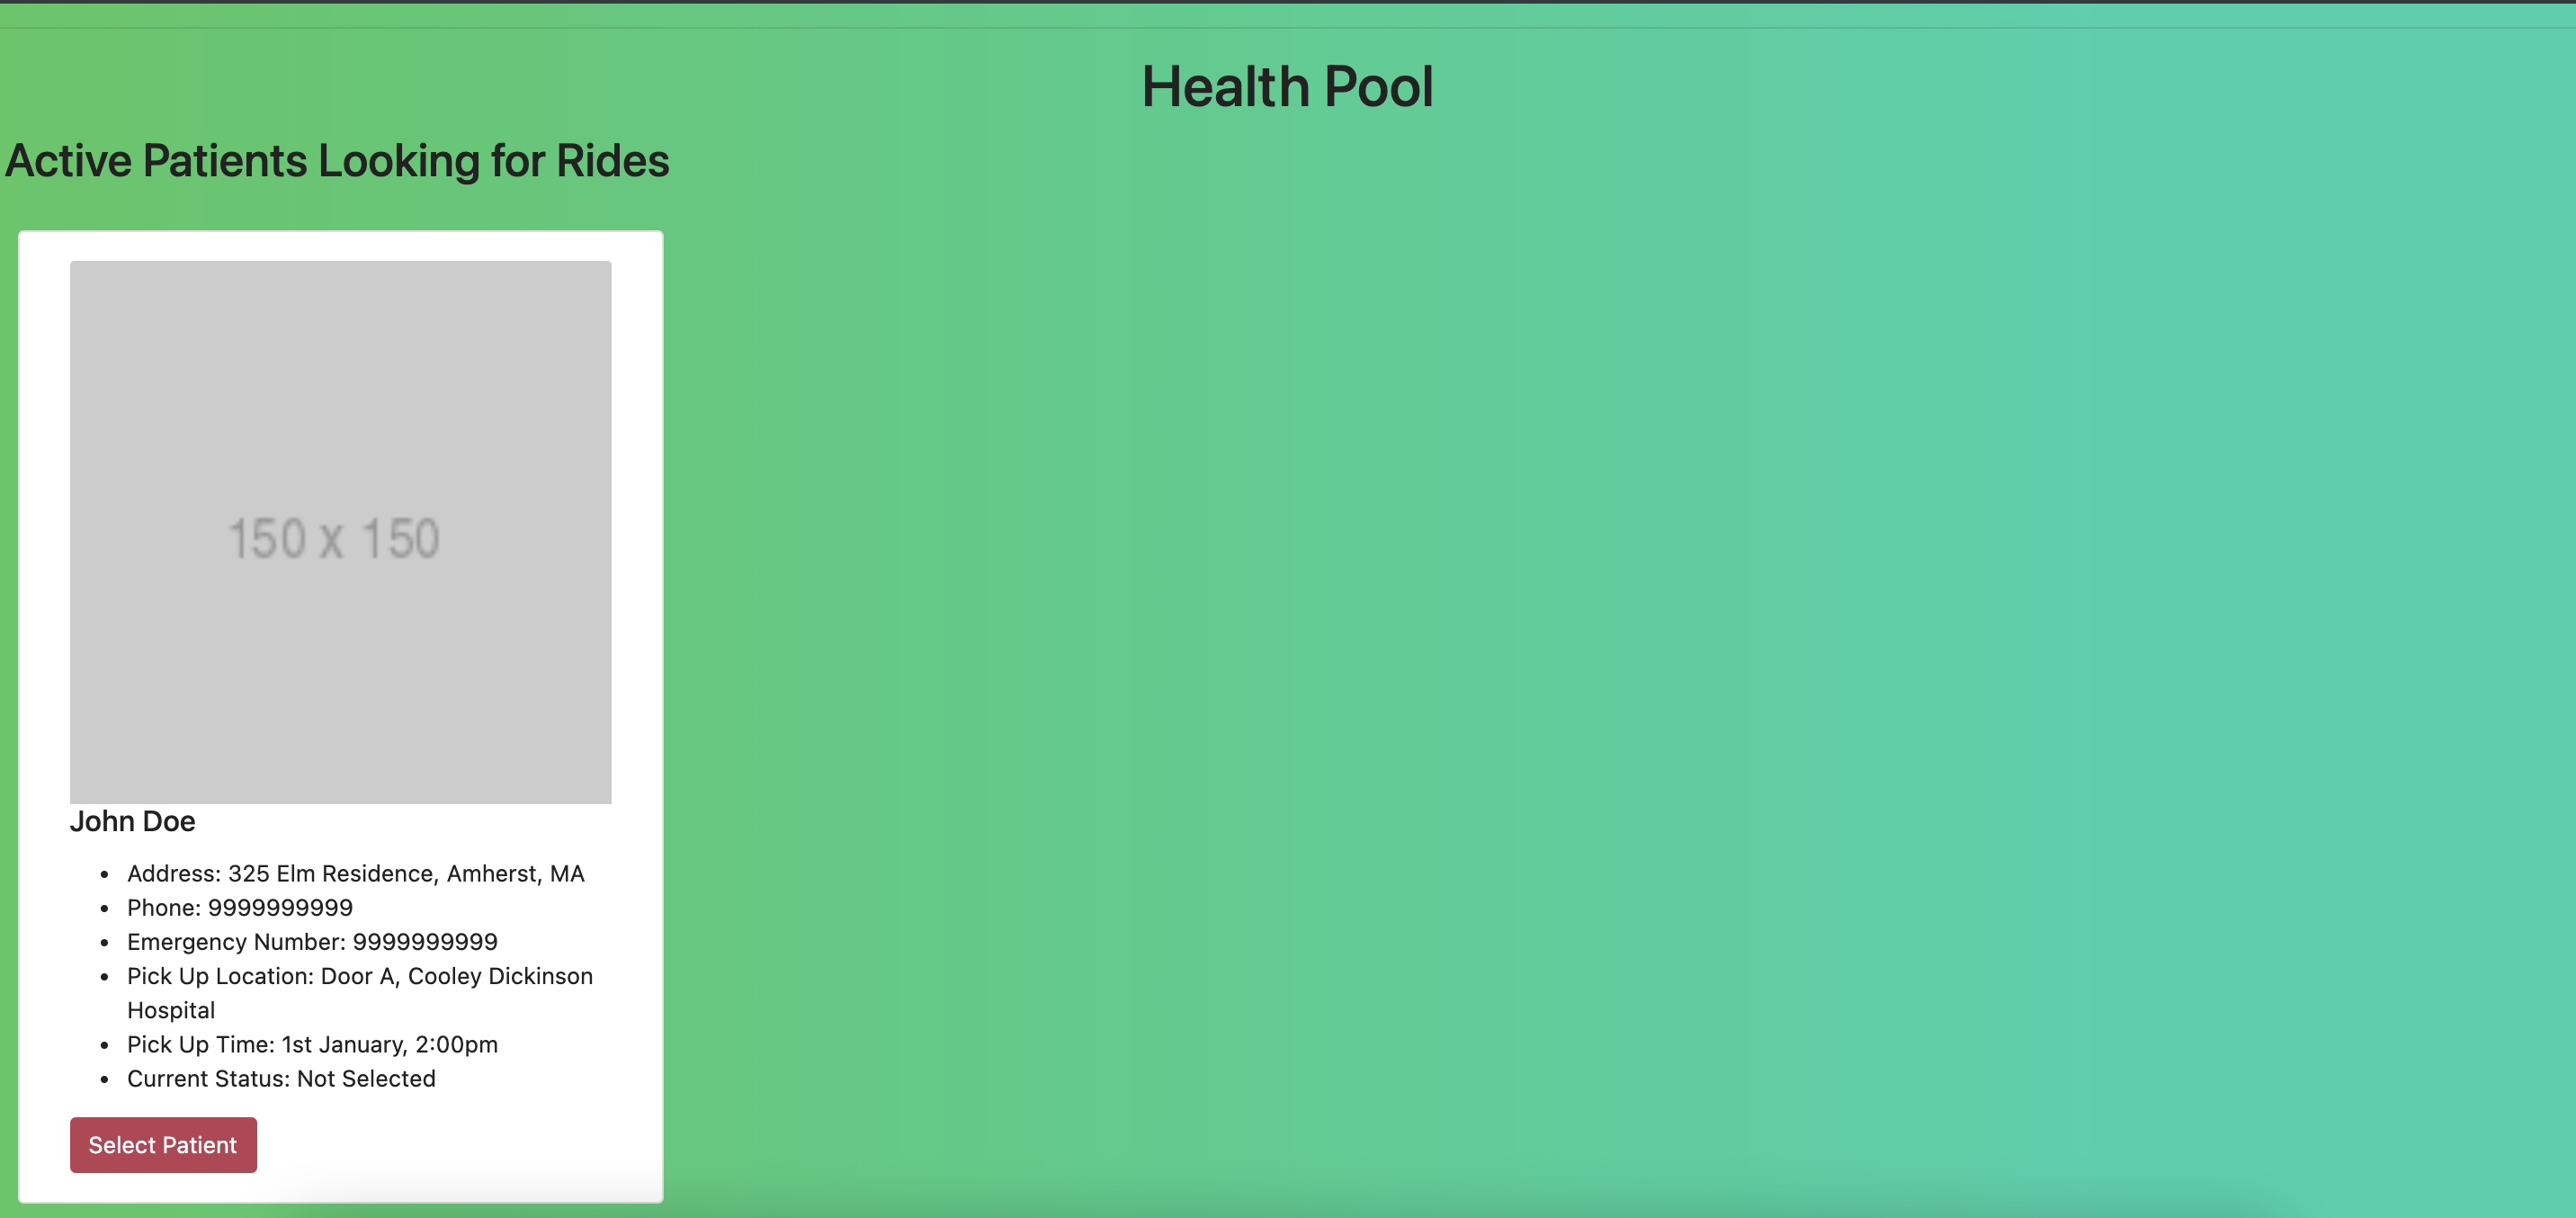 Health Pool
Active Patients Looking for Rides
150 x 150
John Doe
Address: 325 Elm Residence, Amherst, MA
Phone: 9999999999
Emergency Number: 9999999999
Pick Up Location: Door A, Cooley Dickinson
Hospital
Pick Up Time: 1st January, 2:00pm
Current Status: Not Selected
Select Patient